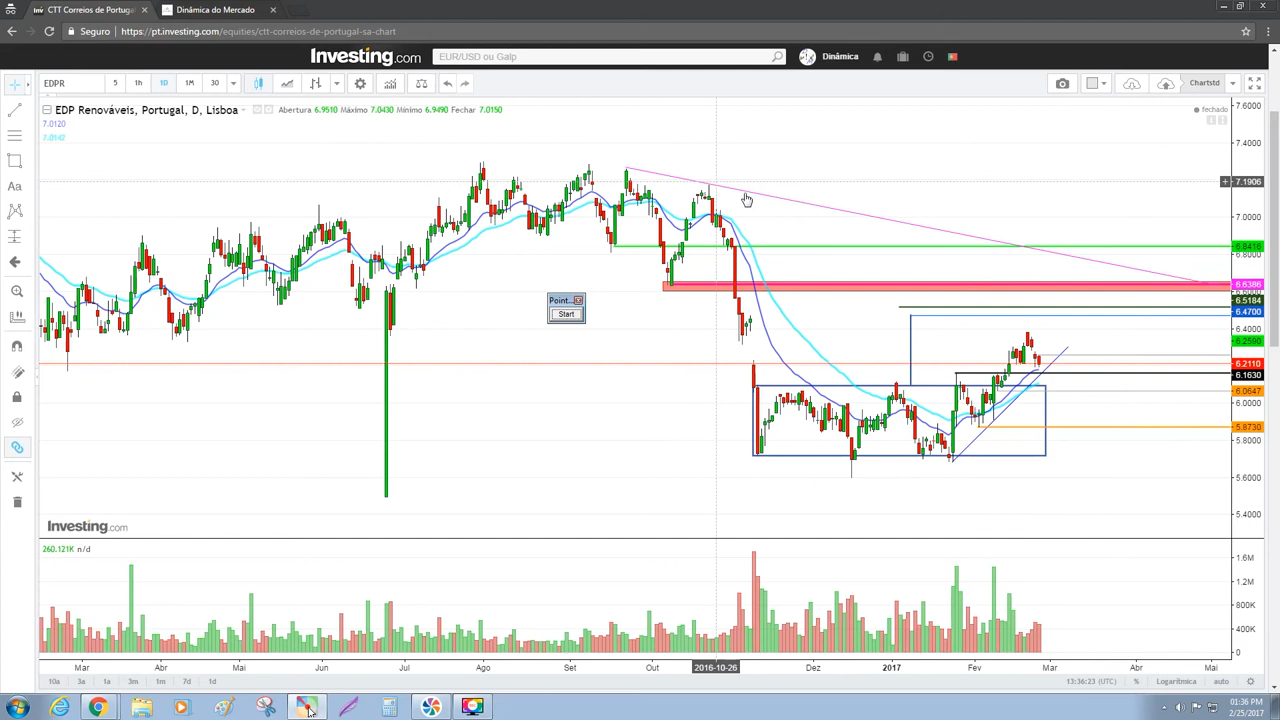 CTT Correios de Portugal
Dinâmica do Mercado
Seguro
https://pt.investing.com/equities/ctt-correios-de-portugal-sa-chart
Investing.com
EUR/USD ou Galp
Dinâmica
EDPR
5
1h
1D
1M
30
Chartstd
EDP Renováveis, Portugal, D, Lisboa
Abertura 6.9510 Máximo 7.0430 Mínimo 6.9490 Fechar 7.0150
fechado
7.0120
7.0142
Aa
7.6000
7.4000
7.1906
7.0000
6.8416
6.8000
6.6386
6.6000
6.5184
6.4700
6.4000
6.2590
6.2110
6.1630
6.0647
6.0000
5.8730
5.8000
5.6000
5.4000
Point...
Start
Investing.com
260.121K n/d
1.6M
1.2M
800K
400K
0
Mar
Abr
Mai
Jun
Jul
Ago
Set
Out
2016-10-26
Dez
2017
Fev
Mar
Abr
Mai
10a
3a
1a
3m
1m
7d
1d
13:36:23 (UTC)
%
Logarítmica
auto
01:36 PM
2/25/2017